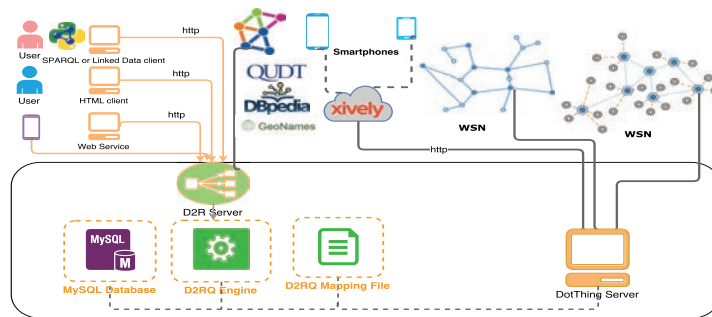 User
SPARQL or Linked Data client
http
User
HTML client
http
http
Web Service
QUDT
DBpedia
GeoNames
Smartphones
xively
http
WSN
WSN
D2R Server
MySQL
M
MySQL Database
D2RQ Engine
D2RQ Mapping File
DotThing Server